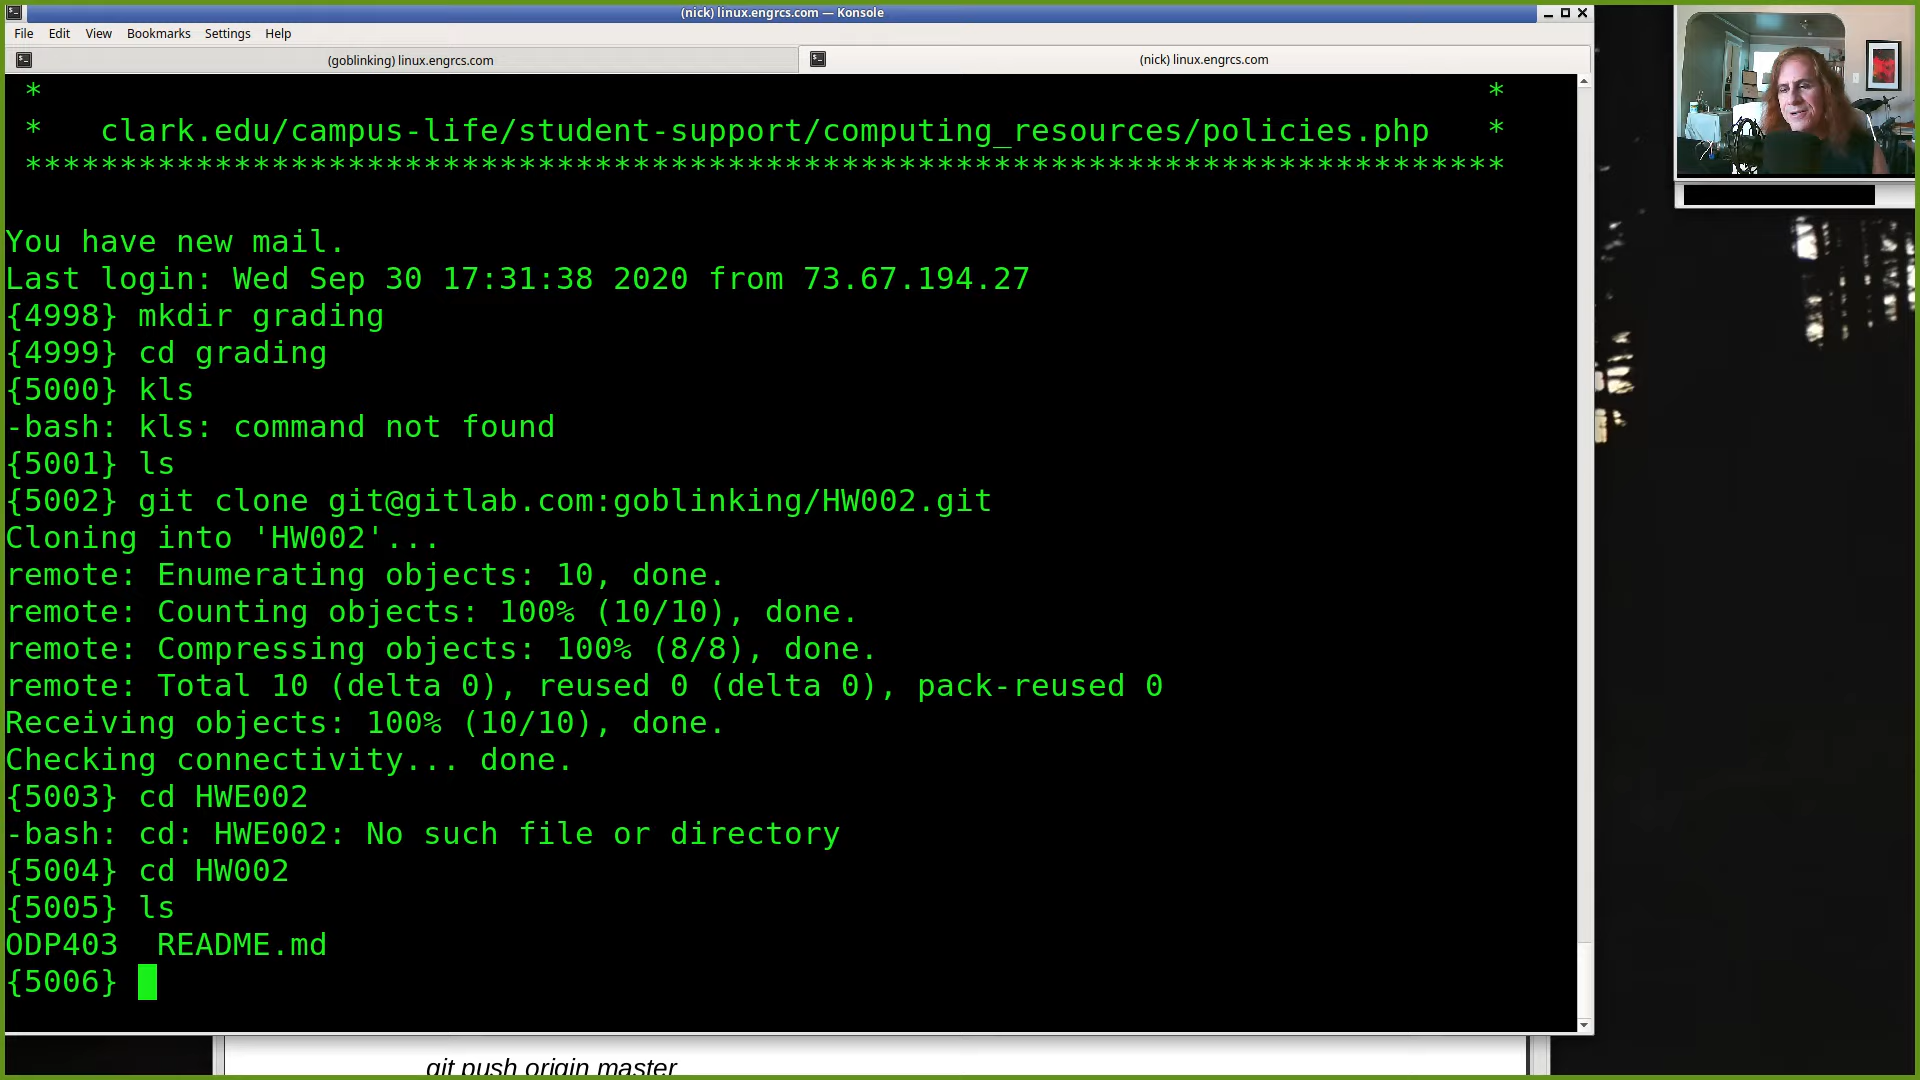 (nick) linux.engrcs.com — Konsole
File Edit View Bookmarks Settings Help
(goblinking) linux.engrcs.com (nick) linux.engrcs.com
* *
* clark.edu/campus-life/student-support/computing_resources/policies.php *
******************************************************************************
You have new mail.
Last login: Wed Sep 30 17:31:38 2020 from 73.67.194.27
{4998} mkdir grading
{4999} cd grading
{5000} kls
-bash: kls: command not found
{5001} ls
{5002} git clone git@gitlab.com:goblinking/HW002.git
Cloning into 'HW002'...
remote: Enumerating objects: 10, done.
remote: Counting objects: 100% (10/10), done.
remote: Compressing objects: 100% (8/8), done.
remote: Total 10 (delta 0), reused 0 (delta 0), pack-reused 0
Receiving objects: 100% (10/10), done.
Checking connectivity... done.
{5003} cd HWE002
-bash: cd: HWE002: No such file or directory
{5004} cd HW002
{5005} ls
ODP403 README.md
{5006}
git push origin master